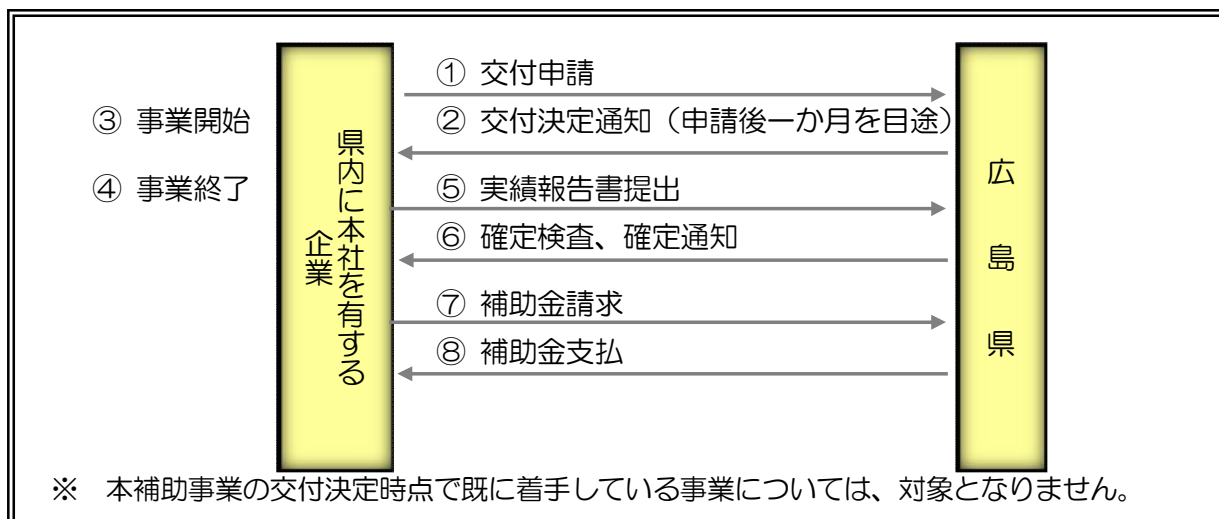 ① 交付申請
③ 事業開始
② 交付決定通知（申請後一か月を目途）
④ 事業終了
⑤ 実績報告書提出
⑥ 確定検査、確定通知
⑦ 補助金請求
⑧ 補助金支払
県内に本社を有する
企業
広島県
※ 本補助事業の交付決定時点で既に着手している事業については、対象となりません。